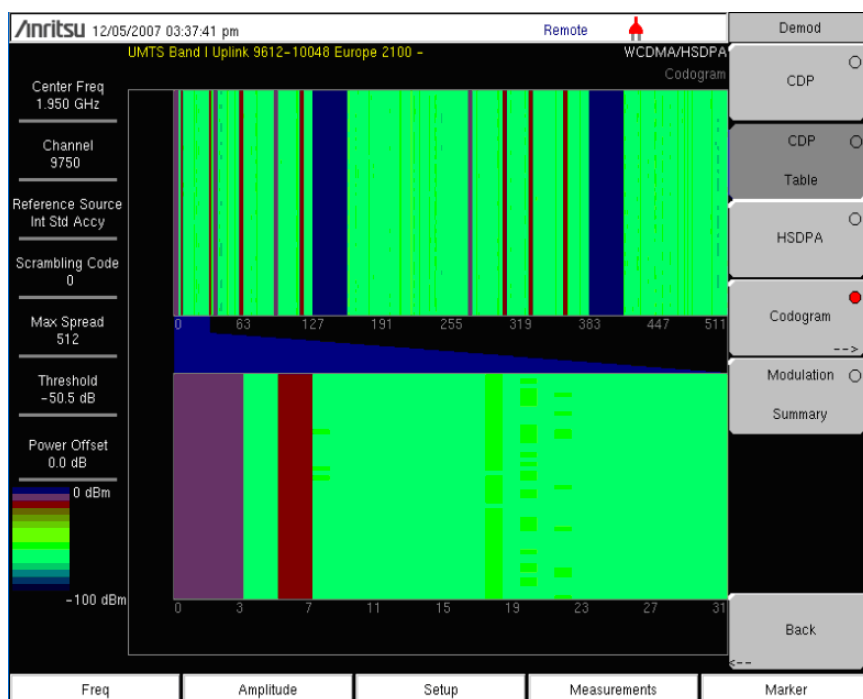 Anritsu 12/05/2007 03:37:41 pm
Remote
UMTS Band I Uplink 9612-10048 Europe 2100 -
WCDMA/HSDPA
Codogram
Center Freq
1.950 GHz
Channel
9750
Reference Source
Int Std Accy
Scrambling Code
0
Max Spread
512
Threshold
-50.5 dB
Power Offset
0.0 dB
0 dBm
-100 dBm
0 63 127 191 255 319 383 447 511
0 3 7 11 15 19 23 27 31
Demod
CDP
CDP
Table
HSDPA
Codogram
-->
Modulation
Summary
Back
<--
Freq
Amplitude
Setup
Measurements
Marker